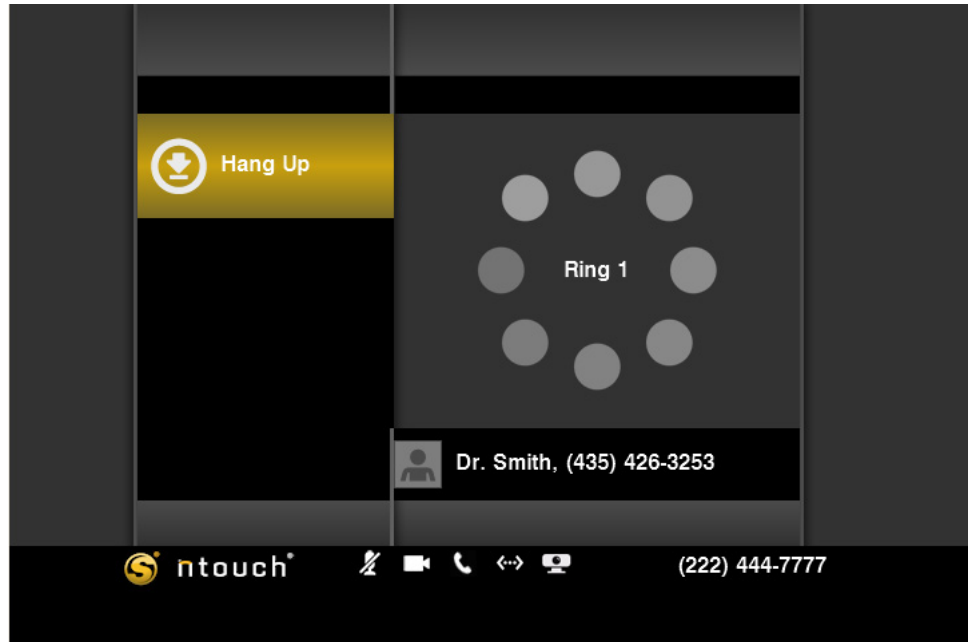 Hang Up
Ring 1
Dr. Smith, (435) 426-3253
S ntouch (222) 444-7777